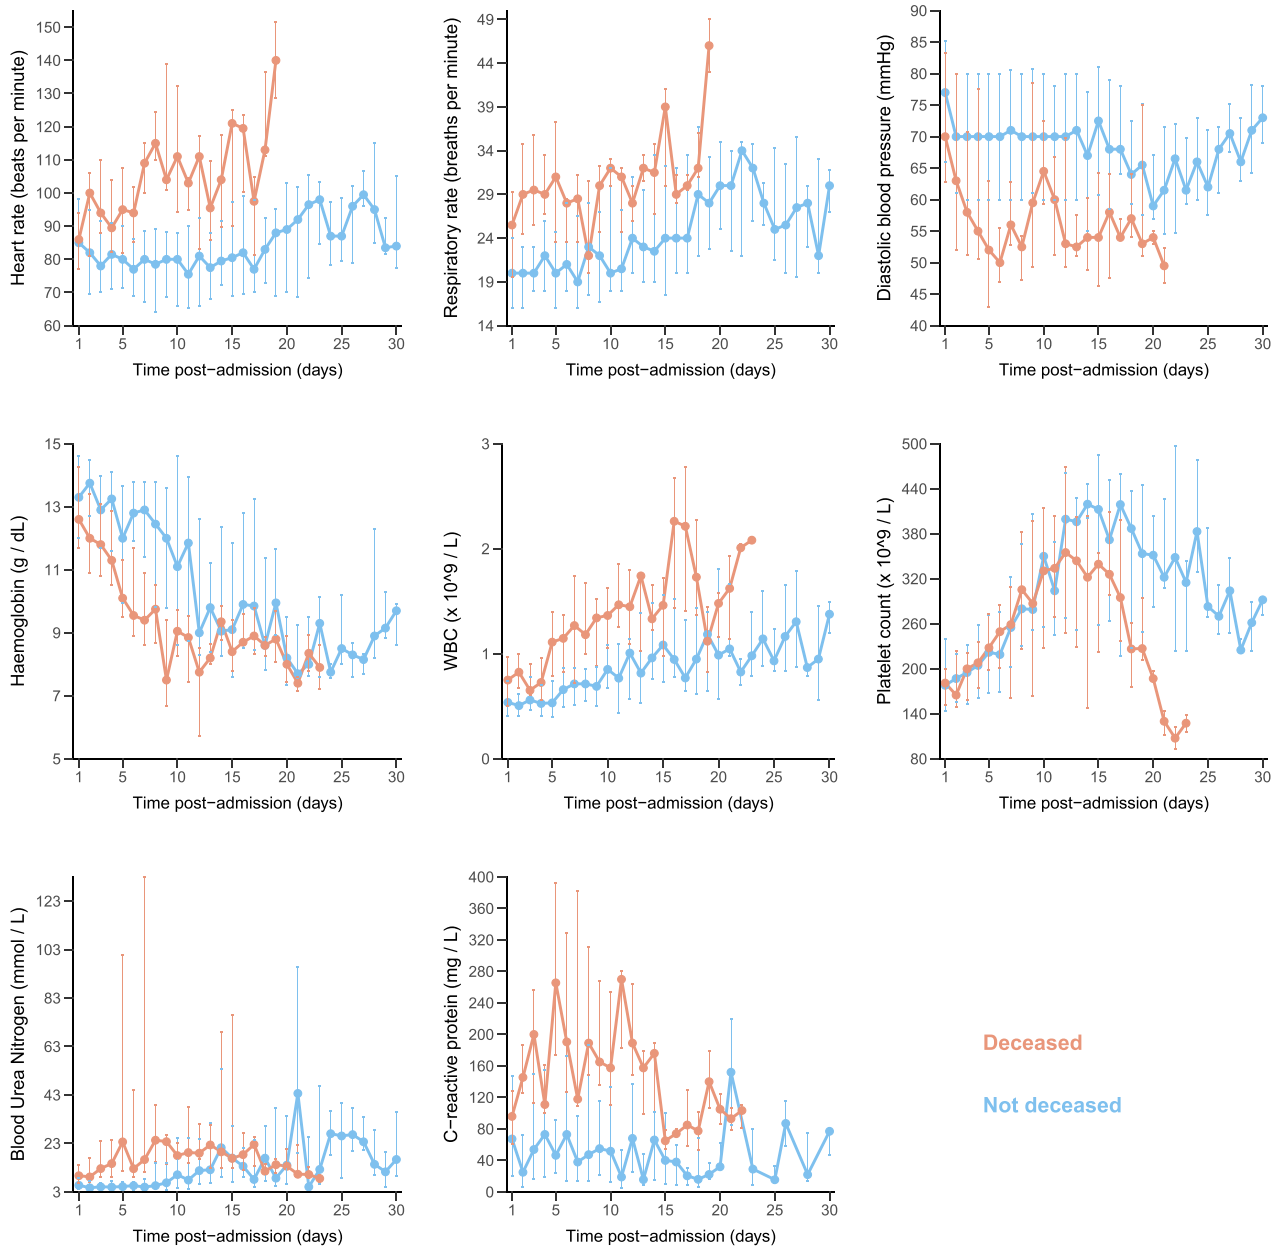 Heart rate (beats per minute)
150
140
130
120
110
100
90
80
70
60
1 5 10 15 20 25 30
Time post−admission (days)
Respiratory rate (breaths per minute)
49
44
39
34
29
24
19
14
1 5 10 15 20 25 30
Time post−admission (days)
Diastolic blood pressure (mmHg)
90
85
80
75
70
65
60
55
50
45
40
1 5 10 15 20 25 30
Time post−admission (days)
Haemoglobin (g / dL)
15
13
11
9
7
5
1 5 10 15 20 25 30
Time post−admission (days)
WBC (x 10^9 / L)
3
2
1
0
1 5 10 15 20 25 30
Time post−admission (days)
Platelet count (x 10^9 / L)
500
440
380
320
260
200
140
80
1 5 10 15 20 25 30
Time post−admission (days)
Blood Urea Nitrogen (mmol / L)
123
103
83
63
43
23
3
1 5 10 15 20 25 30
Time post−admission (days)
C−reactive protein (mg / L)
400
360
320
280
240
200
160
120
80
40
0
1 5 10 15 20 25 30
Time post−admission (days)
Deceased
Not deceased